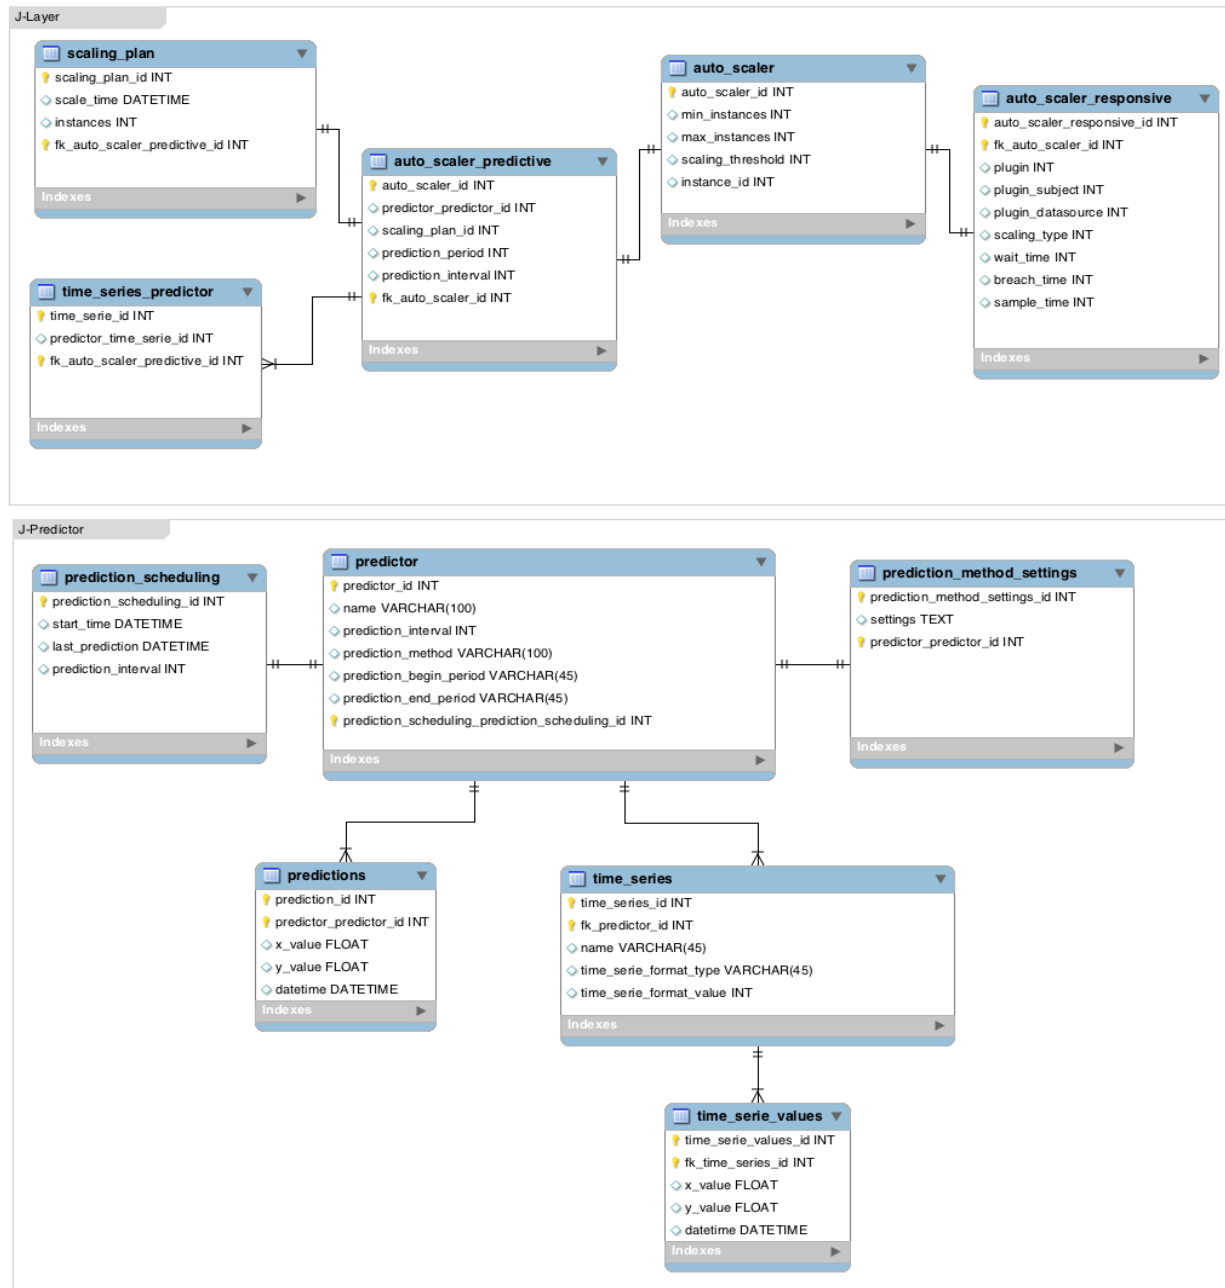 J-Layer
scaling_plan
scaling_plan_id INT
scale_time DATETIME
instances INT
fk_auto_scaler_predictive_id INT
Indexes
time_series_predictor
time_serie_id INT
predictor_time_serie_id INT
fk_auto_scaler_predictive_id INT
Indexes
auto_scaler_predictive
auto_scaler_id INT
predictor_predictor_id INT
scaling_plan_id INT
prediction_period INT
prediction_interval INT
fk_auto_scaler_id INT
Indexes
auto_scaler
auto_scaler_id INT
min_instances INT
max_instances INT
scaling_threshold INT
instance_id INT
Indexes
auto_scaler_responsive
auto_scaler_responsive_id INT
fk_auto_scaler_id INT
plugin INT
plugin_subject INT
plugin_datasource INT
scaling_type INT
wait_time INT
breach_time INT
sample_time INT
Indexes
J-Predictor
prediction_scheduling
prediction_scheduling_id INT
start_time DATETIME
last_prediction DATETIME
prediction_interval INT
Indexes
predictor
predictor_id INT
name VARCHAR(100)
prediction_interval INT
prediction_method VARCHAR(100)
prediction_begin_period VARCHAR(45)
prediction_end_period VARCHAR(45)
prediction_scheduling_prediction_scheduling_id INT
Indexes
prediction_method_settings
prediction_method_settings_id INT
settings TEXT
predictor_predictor_id INT
Indexes
predictions
prediction_id INT
predictor_predictor_id INT
x_value FLOAT
y_value FLOAT
datetime DATETIME
Indexes
time_series
time_series_id INT
fk_predictor_id INT
name VARCHAR(45)
time_serie_format_type VARCHAR(45)
time_serie_format_value INT
Indexes
time_serie_values
time_serie_values_id INT
fk_time_series_id INT
x_value FLOAT
y_value FLOAT
datetime DATETIME
Indexes